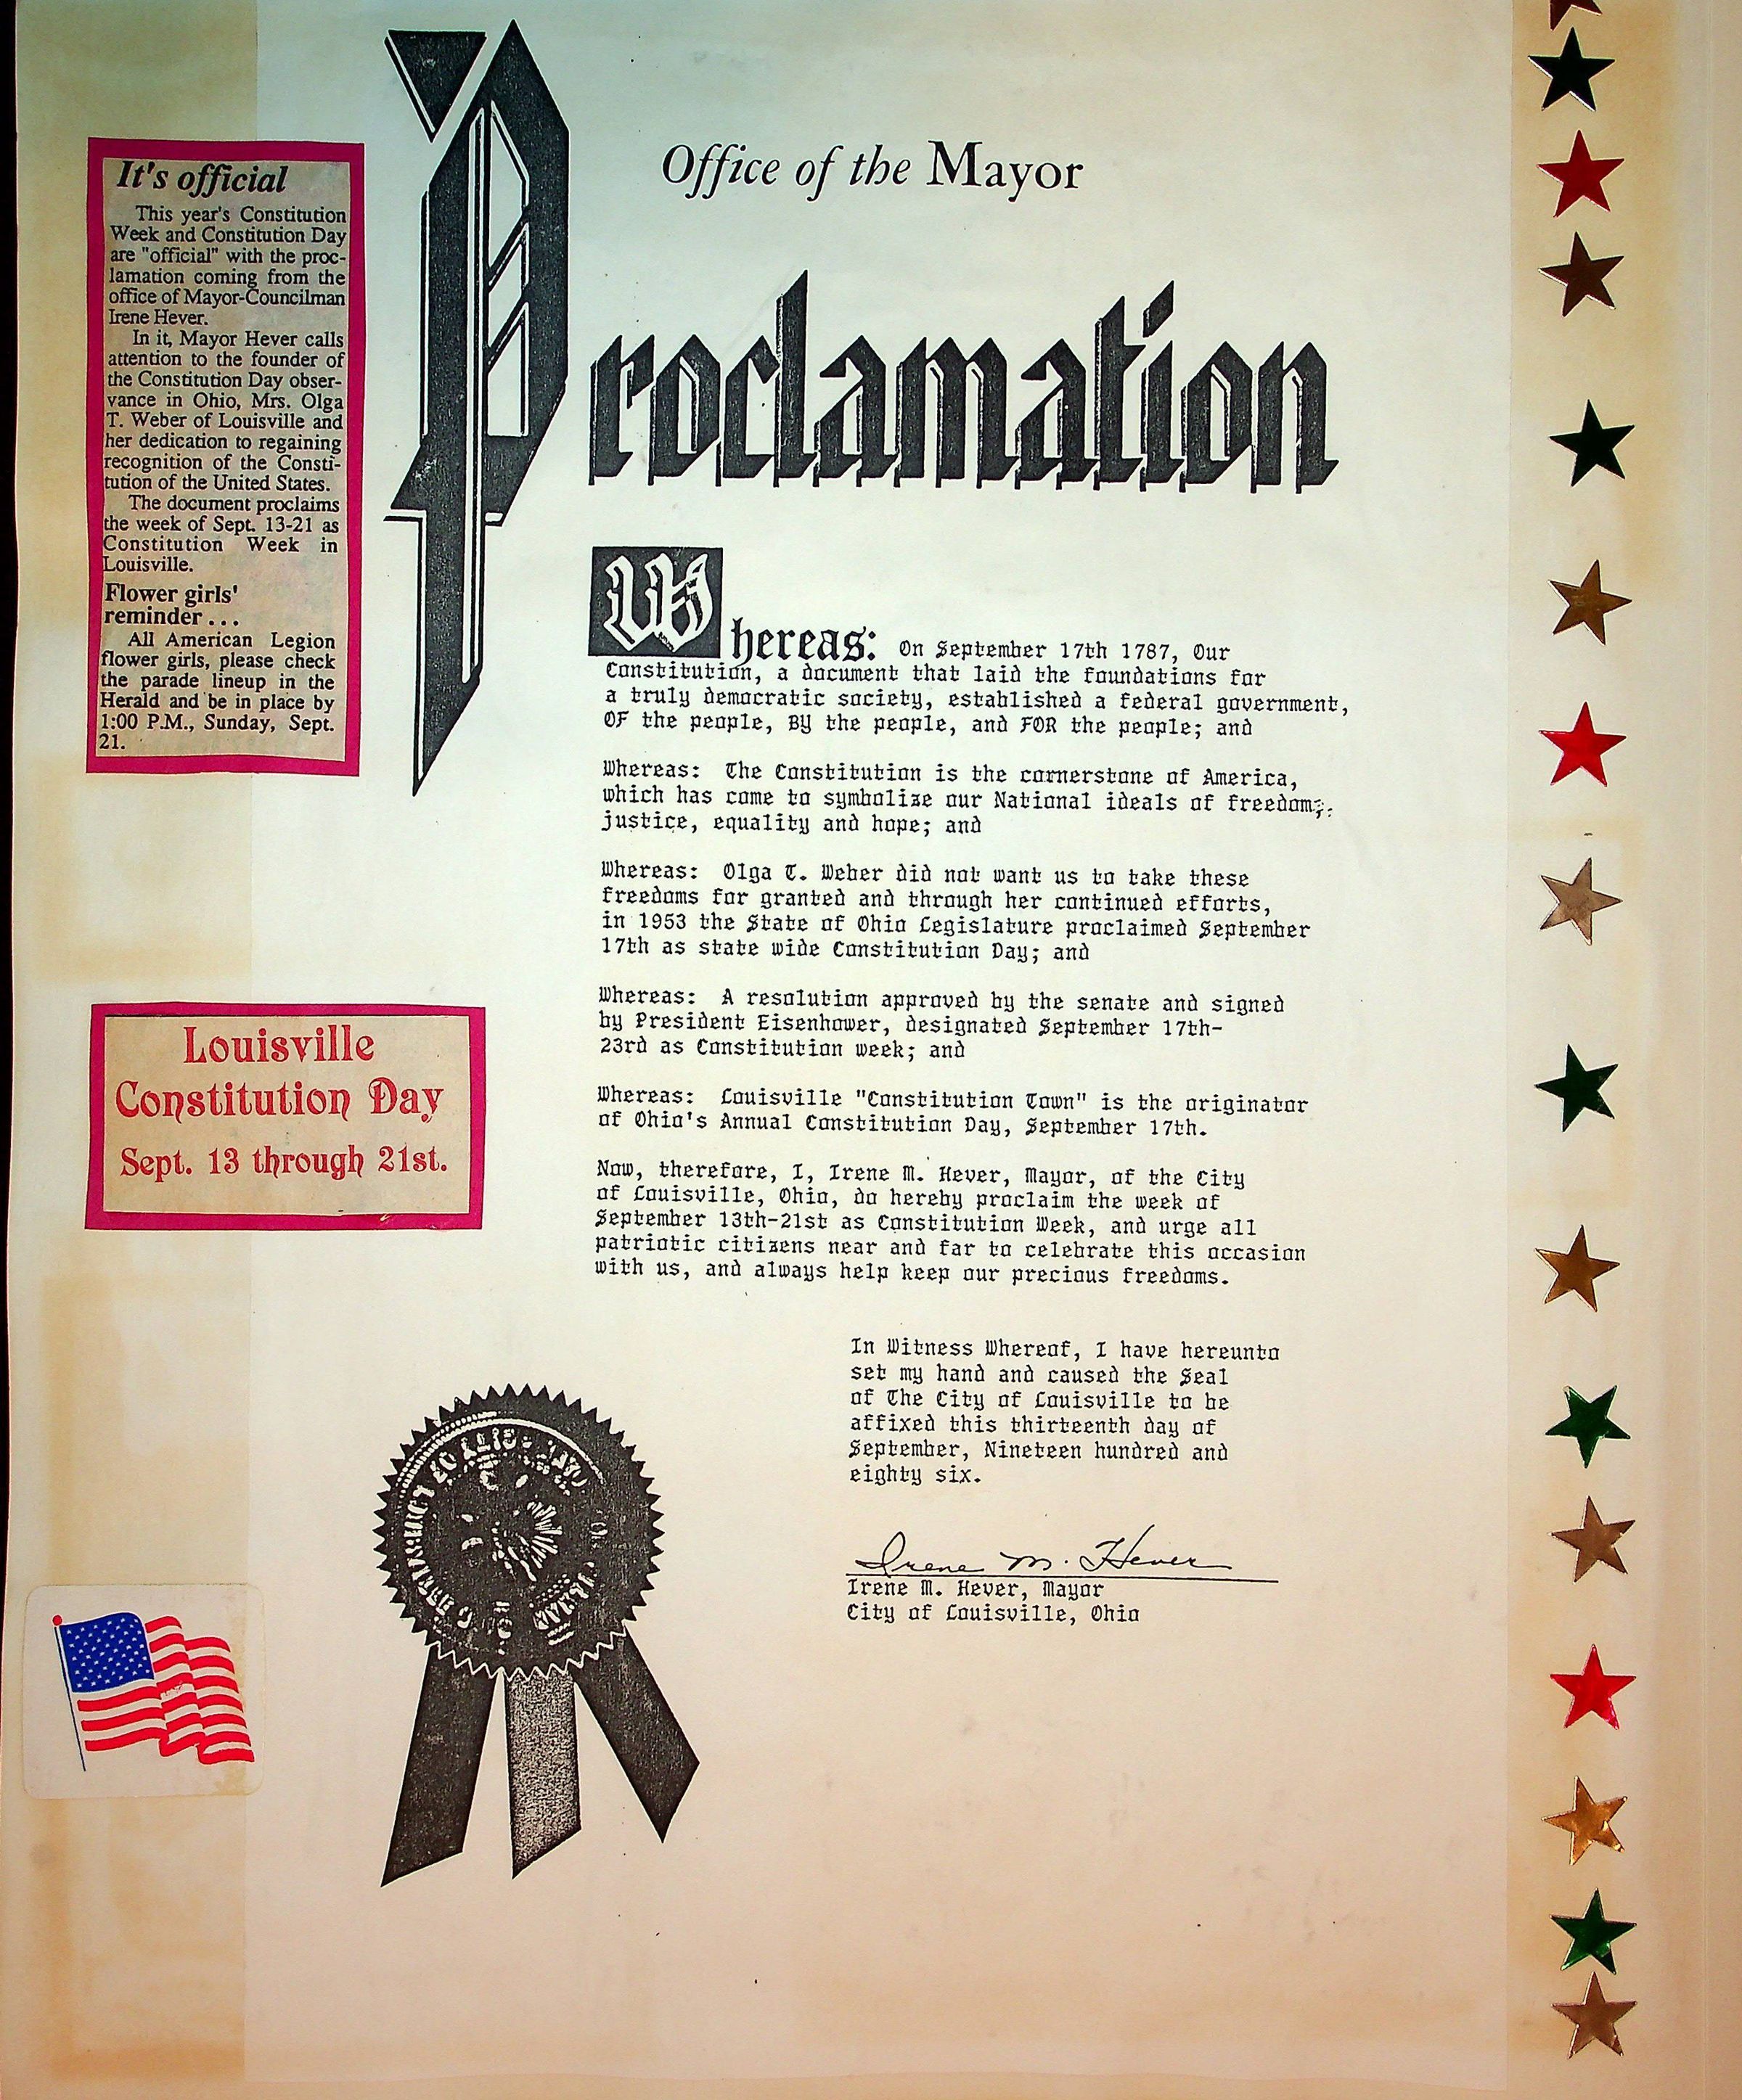 Office of the Mayor
Proclamation
It's official
This year's Constitution
Week and Constitution Day
are "official" with the proc-
lamation coming from the
office of Mayor-Councilman
Irene Hever.
In it, Mayor Hever calls
attention to the founder of
the Constitution Day obser-
vance in Ohio, Mrs. Olga
T. Weber of Louisville and
her dedication to regaining
recognition of the Consti-
tution of the United States.
The document proclaims
the week of Sept. 13-21 as
Constitution Week in
Louisville.
Flower girls'
reminder ...
All American Legion
flower girls, please check
the parade lineup in the
Herald and be in place by
1:00 P.M., Sunday, Sept.
21.
Louisville
Constitution Day
Sept. 13 through 21st.
Whereas: On September 17th 1787, Our
Constitution, a document that laid the foundations for
a truly democratic society, established a federal government,
OF the people, BY the people, and FOR the people; and
Whereas: The Constitution is the cornerstone of America,
which has come to symbolize our National ideals of freedom,
justice, equality and hope; and
Whereas: Olga T. Weber did not want us to take these
freedoms for granted and through her continued efforts,
in 1953 the State of Ohio Legislature proclaimed September
17th as state wide Constitution Day; and
Whereas: A resolution approved by the senate and signed
by President Eisenhower, designated September 17th-
23rd as Constitution week; and
Whereas: Louisville "Constitution Town" is the originator
of Ohio's Annual Constitution Day, September 17th.
Now, therefore, I, Irene M. Hever, Mayor, of the City
of Louisville, Ohio, do hereby proclaim the week of
September 13th-21st as Constitution Week, and urge all
patriotic citizens near and far to celebrate this occasion
with us, and always help keep our precious freedoms.
In Witness Whereof, I have hereunto
set my hand and caused the Seal
of The City of Louisville to be
affixed this thirteenth day of
September, Nineteen hundred and
eighty six.
Irene M. Hever
Irene M. Hever, Mayor
City of Louisville, Ohio